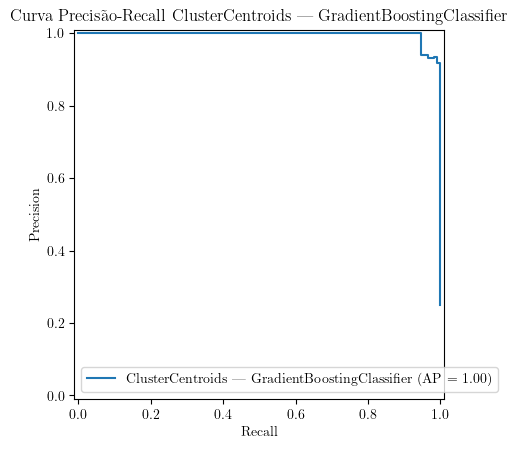 Curva Precisão-Recall ClusterCentroids — GradientBoostingClassifier
1.0
0.8
0.6
0.4
0.2
0.0
Precision
ClusterCentroids — GradientBoostingClassifier (AP = 1.00)
0.0 0.2 0.4 0.6 0.8 1.0
Recall